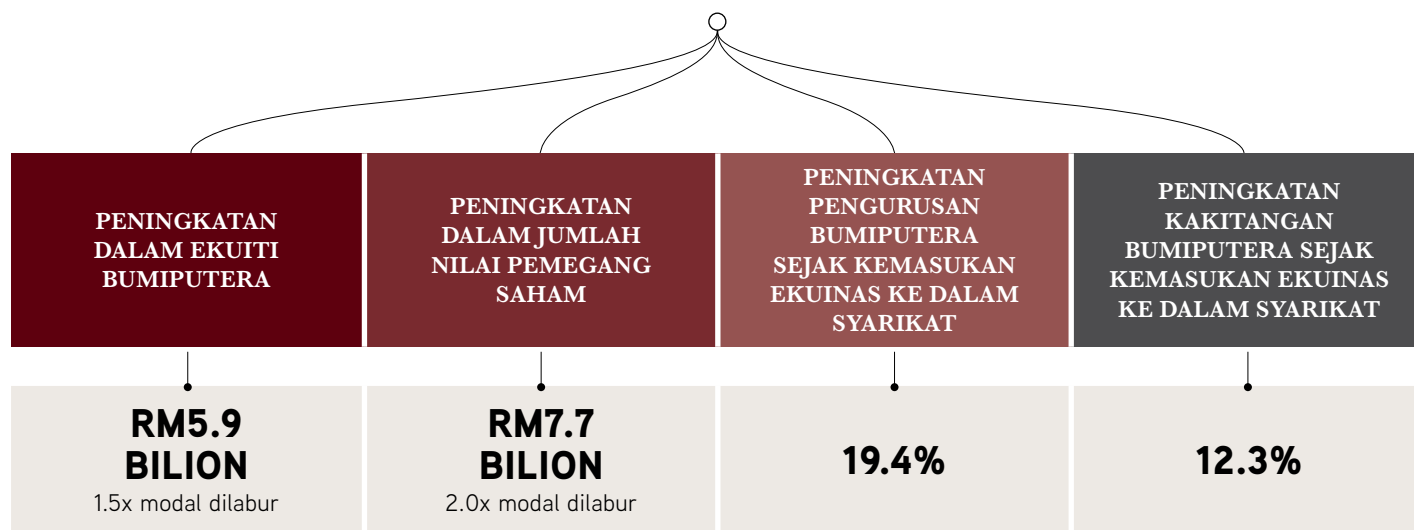 PENINGKATAN
DALAM EKUITI
BUMIPUTERA
PENINGKATAN
DALAM JUMLAH
NILAI PEMEGANG
SAHAM
PENINGKATAN
PENGURUSAN
BUMIPUTERA
SEJAK KEMASUKAN
EKUINAS KE DALAM
SYARIKAT
PENINGKATAN
KAKITANGAN
BUMIPUTERA SEJAK
KEMASUKAN EKUINAS
KE DALAM SYARIKAT
RM5.9
BILION
1.5x modal dilabur
RM7.7
BILION
2.0x modal dilabur
19.4%
12.3%